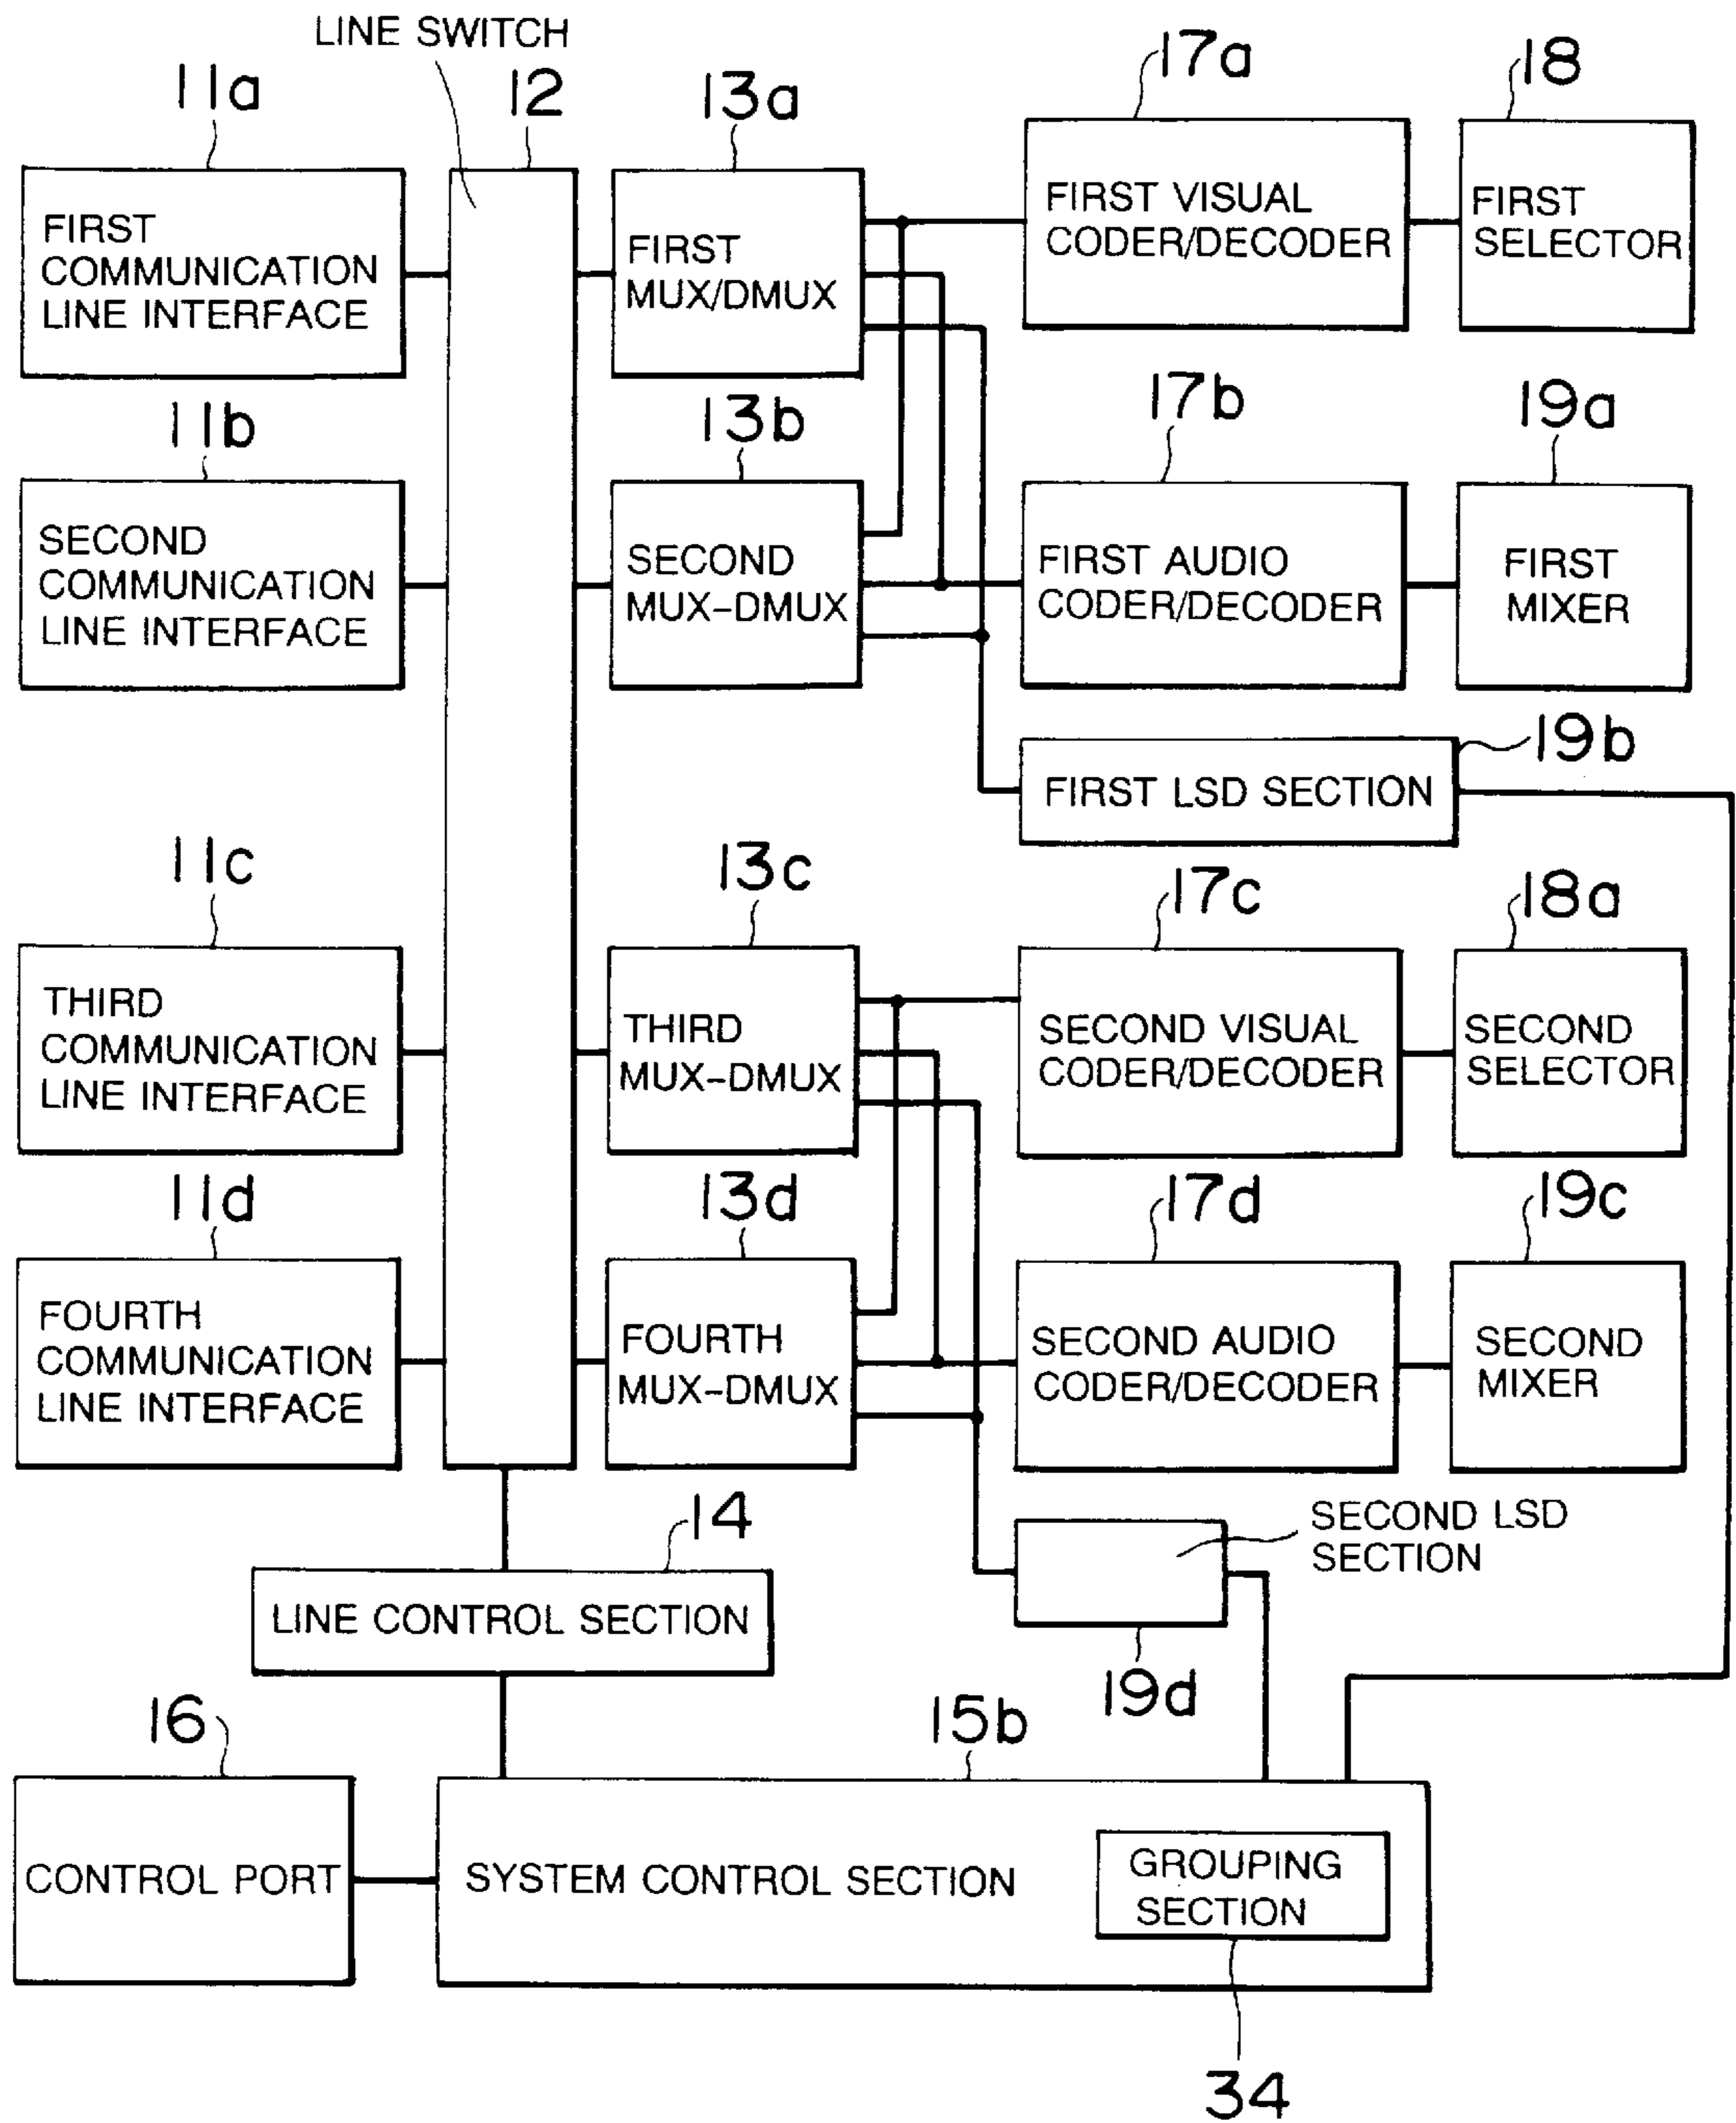 LINE SWITCH
11a
12
13a
17a
18
FIRST
COMMUNICATION
LINE INTERFACE
FIRST
MUX/DMUX
FIRST VISUAL
CODER/DECODER
FIRST
SELECTOR
11b
13b
17b
19a
SECOND
COMMUNICATION
LINE INTERFACE
SECOND
MUX-DMUX
FIRST AUDIO
CODER/DECODER
FIRST
MIXER
19b
FIRST LSD SECTION
11c
13c
17c
18a
THIRD
COMMUNICATION
LINE INTERFACE
THIRD
MUX-DMUX
SECOND VISUAL
CODER/DECODER
SECOND
SELECTOR
11d
13d
17d
19c
FOURTH
COMMUNICATION
LINE INTERFACE
FOURTH
MUX-DMUX
SECOND AUDIO
CODER/DECODER
SECOND
MIXER
14
SECOND LSD
SECTION
LINE CONTROL SECTION
19d
16
15b
CONTROL PORT
SYSTEM CONTROL SECTION
GROUPING
SECTION
34